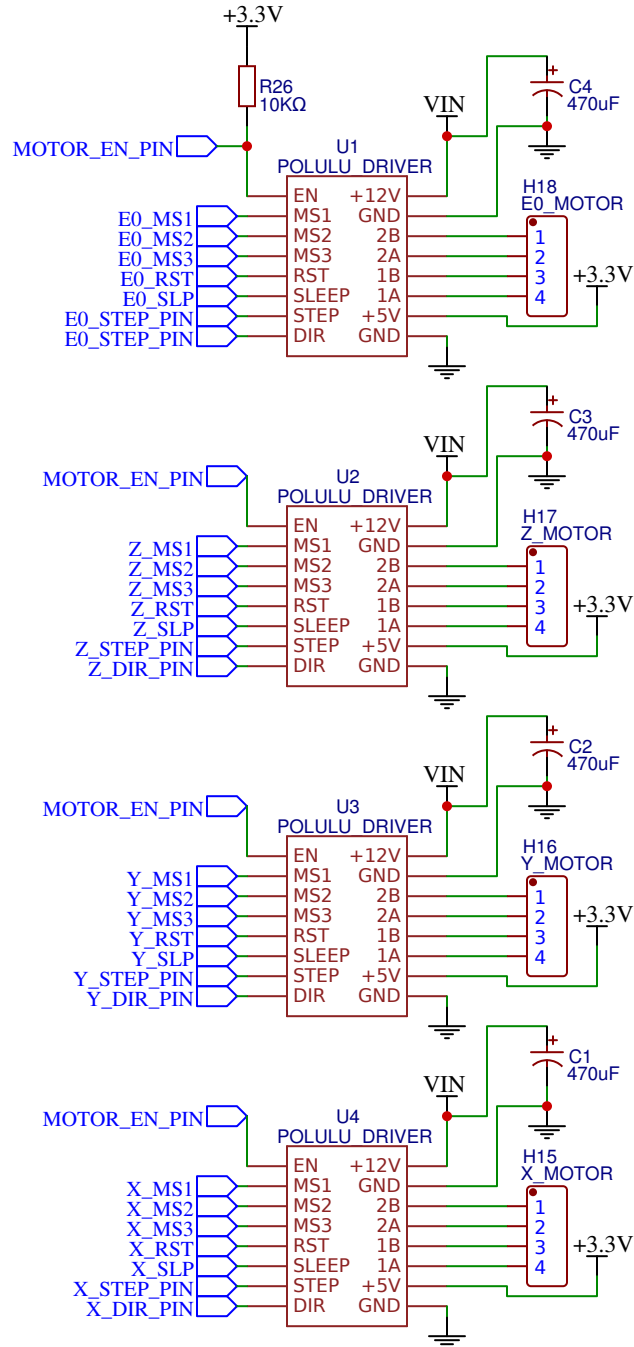 +3.3V
R26
10KΩ
MOTOR_EN_PIN
VIN
C4
470uF
U1
POLULU_DRIVER
H18
E0_MOTOR
EN +12V
E0_MS1 MS1 GND
E0_MS2 MS2 2B 1
E0_MS3 MS3 2A 2
E0_RST RST 1B 3 +3.3V
E0_SLP SLEEP 1A 4
E0_STEP_PIN STEP +5V
E0_STEP_PIN DIR GND
C3
470uF
VIN
MOTOR_EN_PIN
U2
POLULU_DRIVER
H17
Z_MOTOR
EN +12V
Z_MS1 MS1 GND
Z_MS2 MS2 2B 1
Z_MS3 MS3 2A 2
Z_RST RST 1B 3 +3.3V
Z_SLP SLEEP 1A 4
Z_STEP_PIN STEP +5V
Z_DIR_PIN DIR GND
C2
470uF
VIN
MOTOR_EN_PIN
U3
POLULU_DRIVER
H16
Y_MOTOR
EN +12V
Y_MS1 MS1 GND
Y_MS2 MS2 2B 1
Y_MS3 MS3 2A 2
Y_RST RST 1B 3 +3.3V
Y_SLP SLEEP 1A 4
Y_STEP_PIN STEP +5V
Y_DIR_PIN DIR GND
C1
470uF
VIN
MOTOR_EN_PIN
U4
POLULU_DRIVER
H15
X_MOTOR
EN +12V
X_MS1 MS1 GND
X_MS2 MS2 2B 1
X_MS3 MS3 2A 2
X_RST RST 1B 3 +3.3V
X_SLP SLEEP 1A 4
X_STEP_PIN STEP +5V
X_DIR_PIN DIR GND